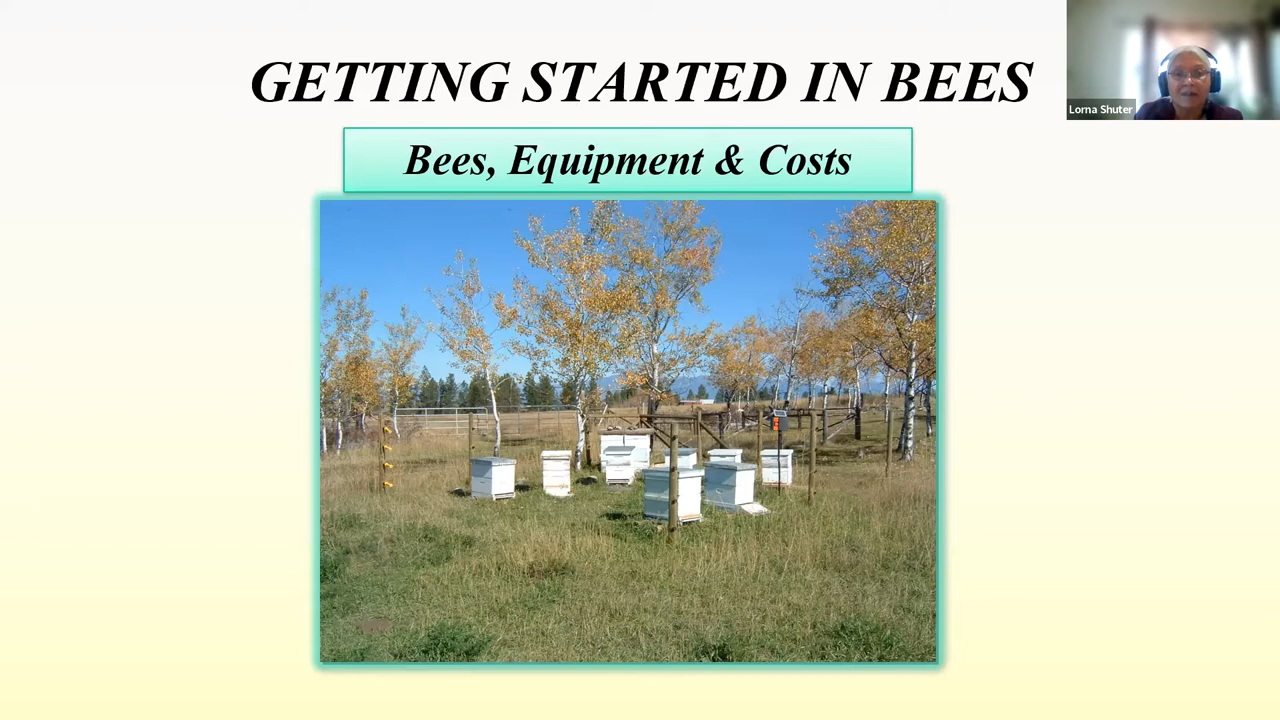 GETTING STARTED IN BEES
Bees, Equipment & Costs
Lorna Shuter